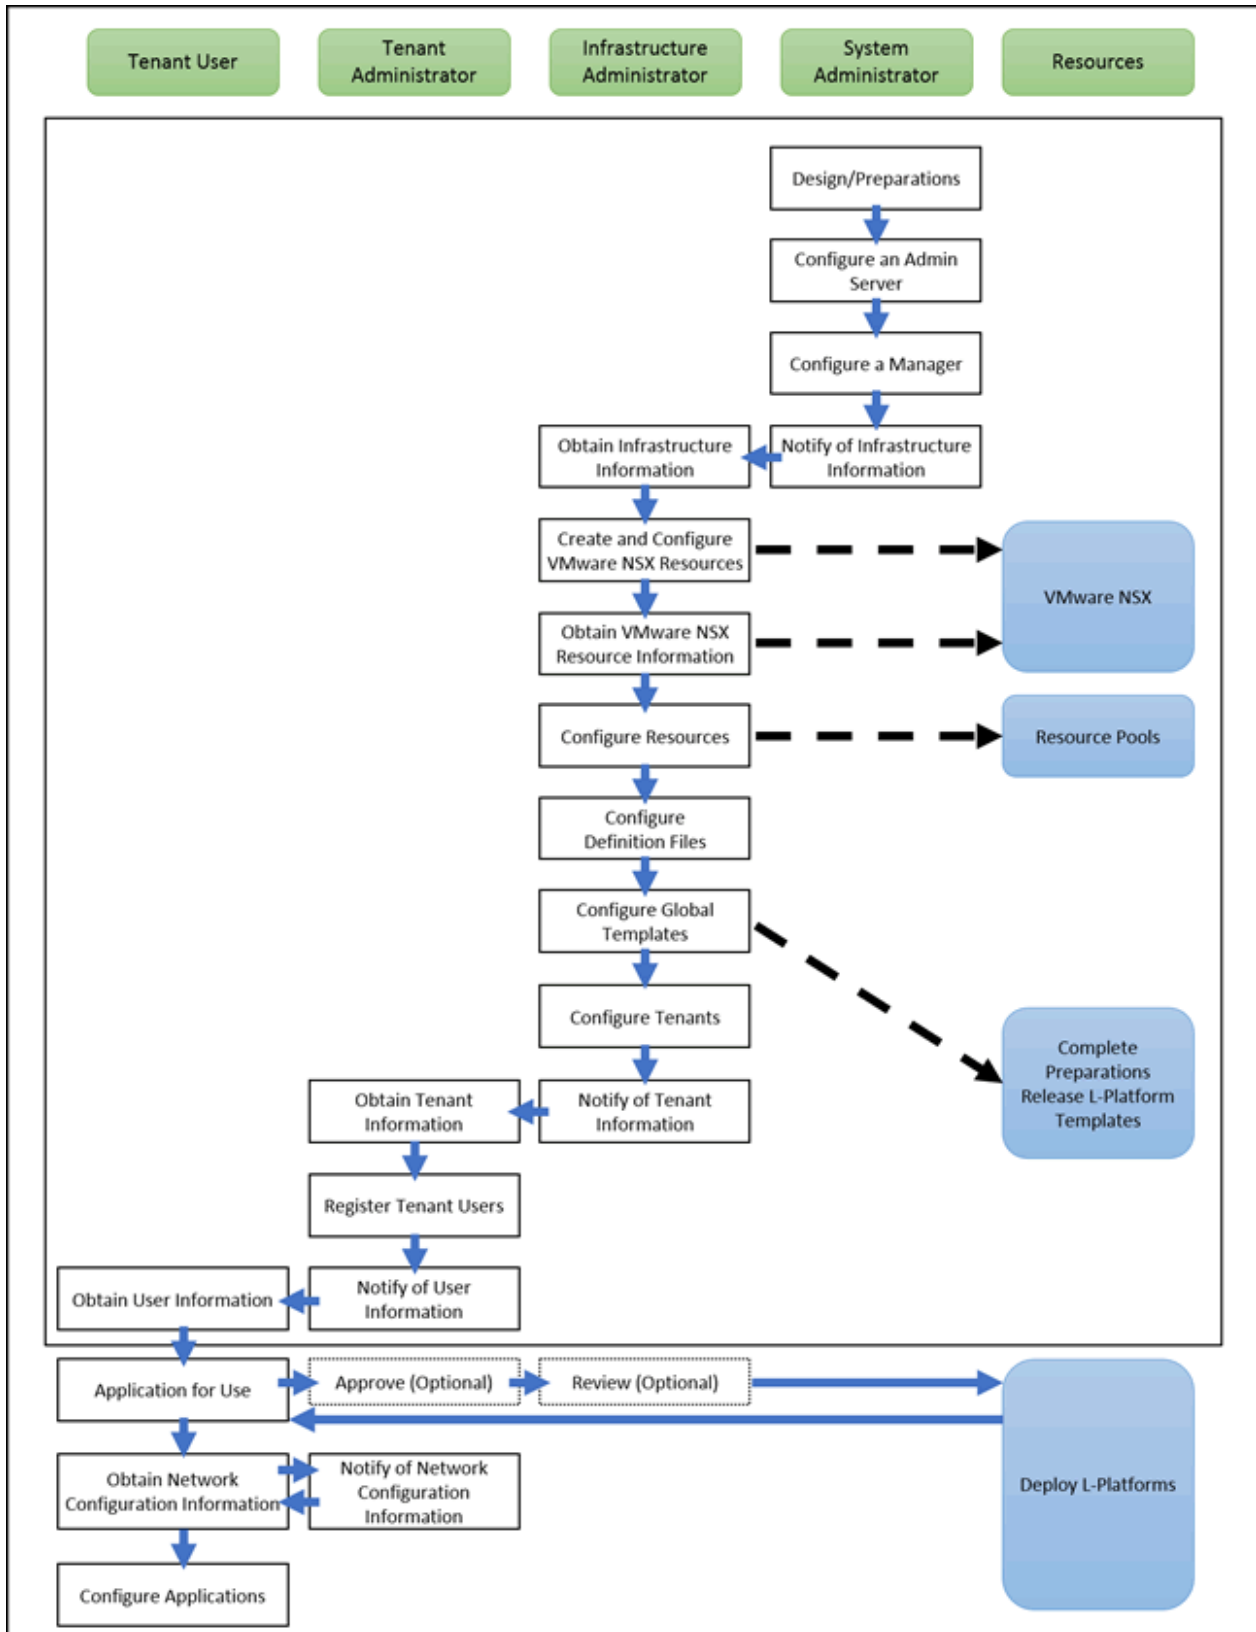 Tenant User
Tenant
Administrator
Infrastructure
Administrator
System
Administrator
Resources
Design/Preparations
Configure an Admin
Server
Configure a Manager
Obtain Infrastructure
Information
Notify of Infrastructure
Information
Create and Configure
VMware NSX Resources
VMware NSX
Obtain VMware NSX
Resource Information
Configure Resources
Resource Pools
Configure
Definition Files
Configure Global
Templates
Configure Tenants
Complete
Preparations
Release L-Platform
Templates
Obtain Tenant
Information
Notify of Tenant
Information
Register Tenant Users
Obtain User Information
Notify of User
Information
Application for Use
Approve (Optional)
Review (Optional)
Deploy L-Platforms
Obtain Network
Configuration Information
Notify of Network
Configuration
Information
Configure Applications